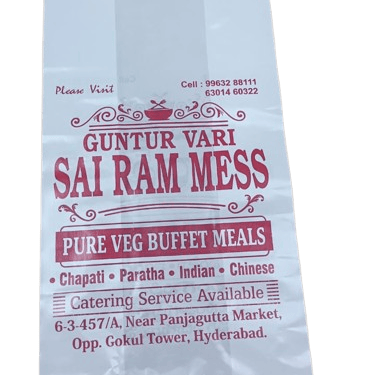 Please Visit
Cell : 99632 88111
63014 60322
GUNTUR VARI
SAI RAM MESS
PURE VEG BUFFET MEALS
• Chapati • Paratha • Indian • Chinese
Catering Service Available
6-3-457/A, Near Panjagutta Market,
Opp. Gokul Tower, Hyderabad.